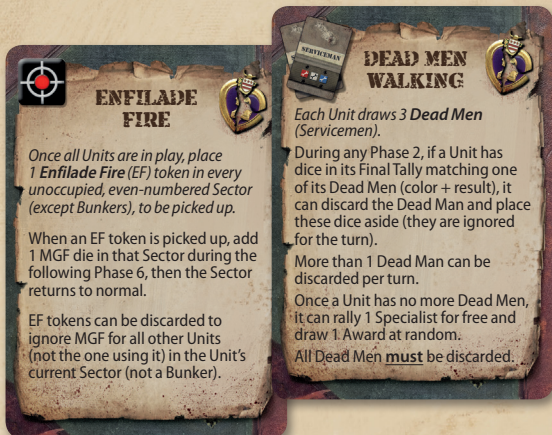 ENFILADE
FIRE
Once all Units are in play, place
1 Enfilade Fire (EF) token in every
unoccupied, even-numbered Sector
(except Bunkers), to be picked up.
When an EF token is picked up, add
1 MGF die in that Sector during the
following Phase 6, then the Sector
returns to normal.
EF tokens can be discarded to
ignore MGF for all other Units
(not the one using it) in the Unit's
current Sector (not a Bunker).
SERVICEMAN
DEAD MEN
WALKING
Each Unit draws 3 Dead Men
(Servicemen).
During any Phase 2, if a Unit has
dice in its Final Tally matching one
of its Dead Men (color + result), it
can discard the Dead Man and place
these dice aside (they are ignored
for the turn).
More than 1 Dead Man can be
discarded per turn.
Once a Unit has no more Dead Men,
it can rally 1 Specialist for free and
draw 1 Award at random.
All Dead Men must be discarded.